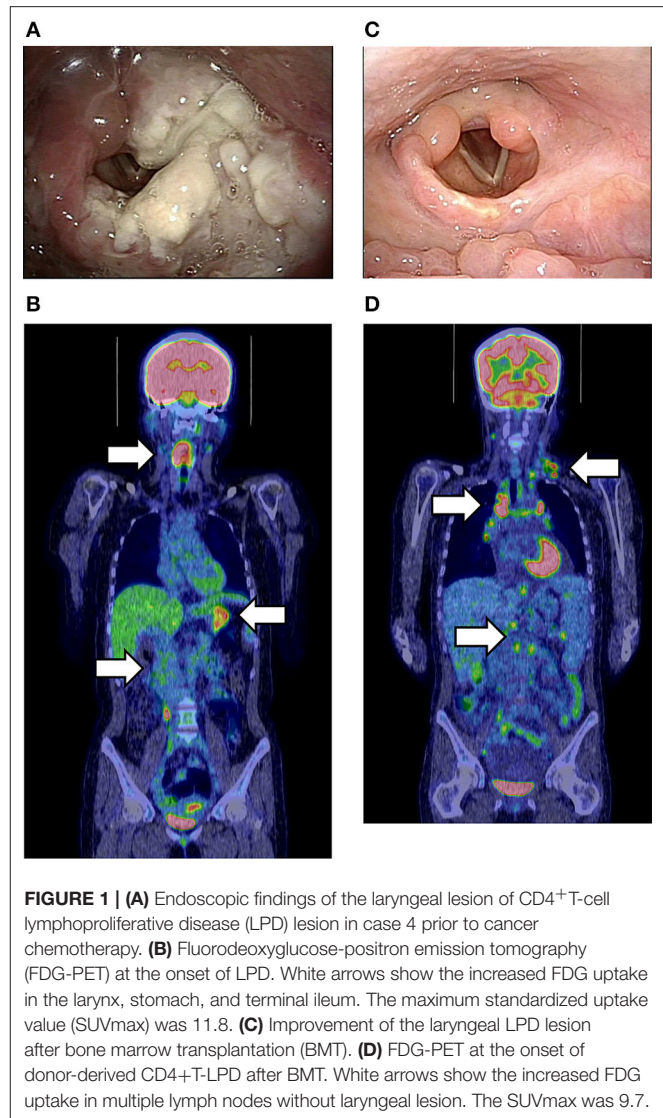 A
C
B
D
FIGURE 1 | (A) Endoscopic findings of the laryngeal lesion of CD4+T-cell
lymphoproliferative disease (LPD) lesion in case 4 prior to cancer
chemotherapy. (B) Fluorodeoxyglucose-positron emission tomography
(FDG-PET) at the onset of LPD. White arrows show the increased FDG uptake
in the larynx, stomach, and terminal ileum. The maximum standardized uptake
value (SUVmax) was 11.8. (C) Improvement of the laryngeal LPD lesion
after bone marrow transplantation (BMT). (D) FDG-PET at the onset of
donor-derived CD4+T-LPD after BMT. White arrows show the increased FDG
uptake in multiple lymph nodes without laryngeal lesion. The SUVmax was 9.7.